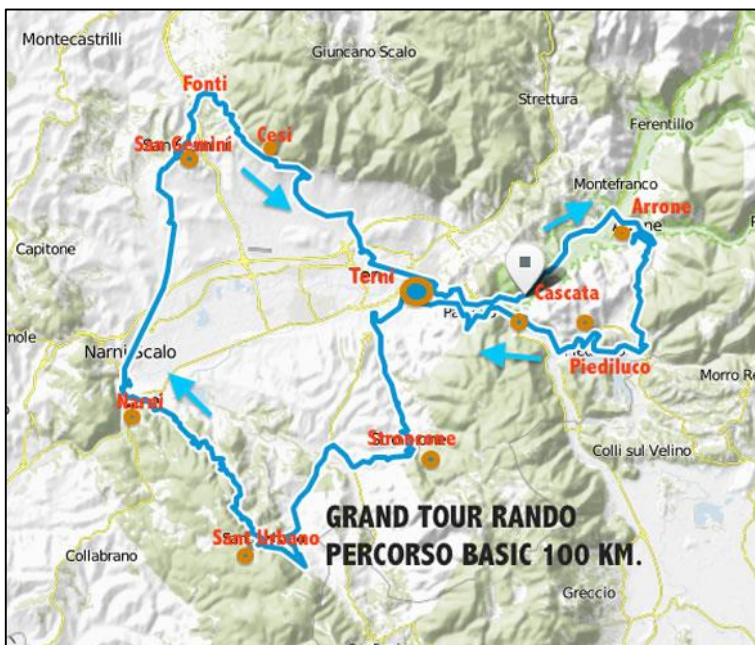 Montecastrilli
Giuncano Scalo
Fonti
Strettura
Cesi
San Gemini
Ferentillo
Montefranco
Arrone
Capitone
Terni
Cascata
Narni Scalo
Piediluco
Morro Re
Narni
Stroncone
Colli sul Velino
GRAND TOUR RANDO
Sant Urbano
PERCORSO BASIC 100 KM.
Collabrano
Greccio